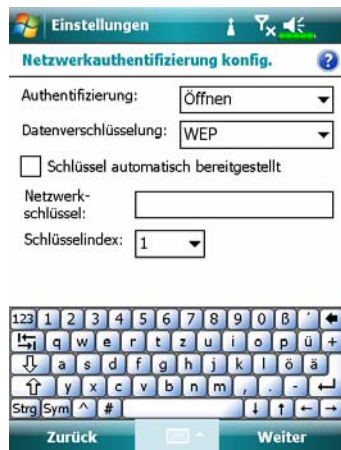 Einstellungen
Netzwerkauthentifizierung konfig.
Authentifizierung: Öffnen
Datenverschlüsselung: WEP
Schlüssel automatisch bereitgestellt
Netzwerk-
schlüssel:
Schlüsselindex: 1
123 1 2 3 4 5 6 7 8 9 0 ß ´
q w e r t z u i o p ü +
a s d f g h j k l ö ä
y x c v b n m , . -
Strg Sym ^ #
Zurück Weiter